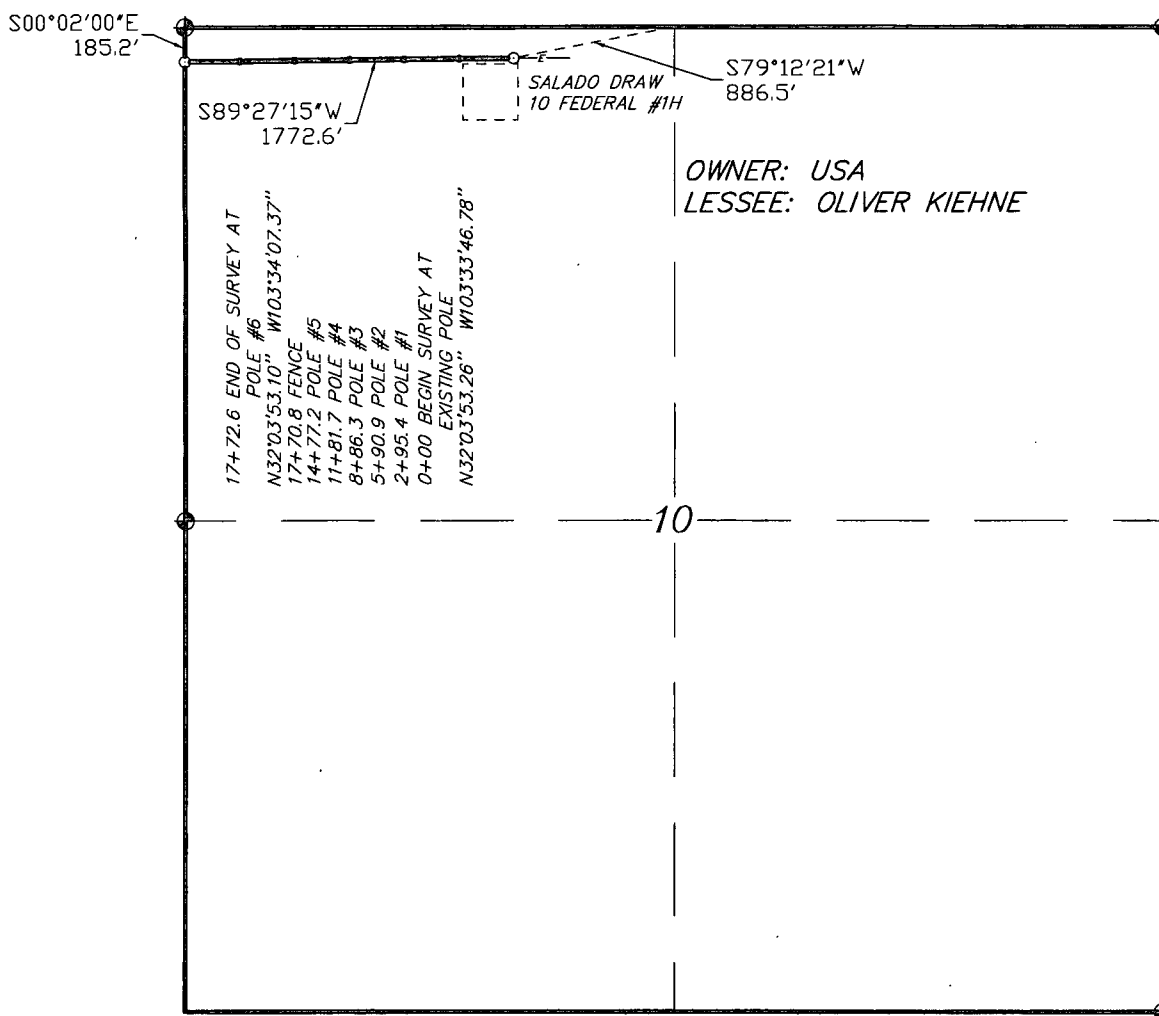 S00°02'00"E
185.2'
S89°27'15"W
1772.6'
E
SALADO DRAW
10 FEDERAL #1H
S79°12'21"W
886.5'
OWNER: USA
LESSEE: OLIVER KIEHNE
17+72.6 END OF SURVEY AT
POLE #6
N32°03'53.10" W103°34'07.37"
17+70.8 FENCE
14+77.2 POLE #5
11+81.7 POLE #4
8+86.3 POLE #3
5+90.9 POLE #2
2+95.4 POLE #1
0+00 BEGIN SURVEY AT
EXISTING POLE
N32°03'53.26" W103°33'46.78"
10